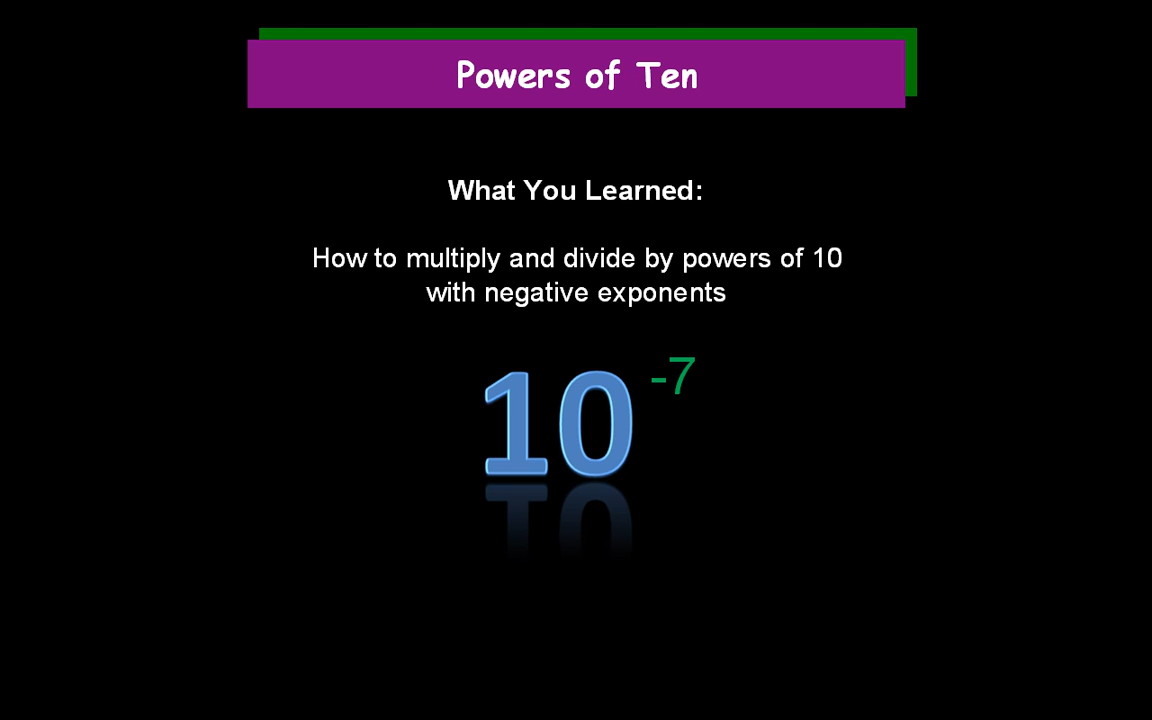 Powers of Ten
What You Learned:
How to multiply and divide by powers of 10
with negative exponents
10 -7